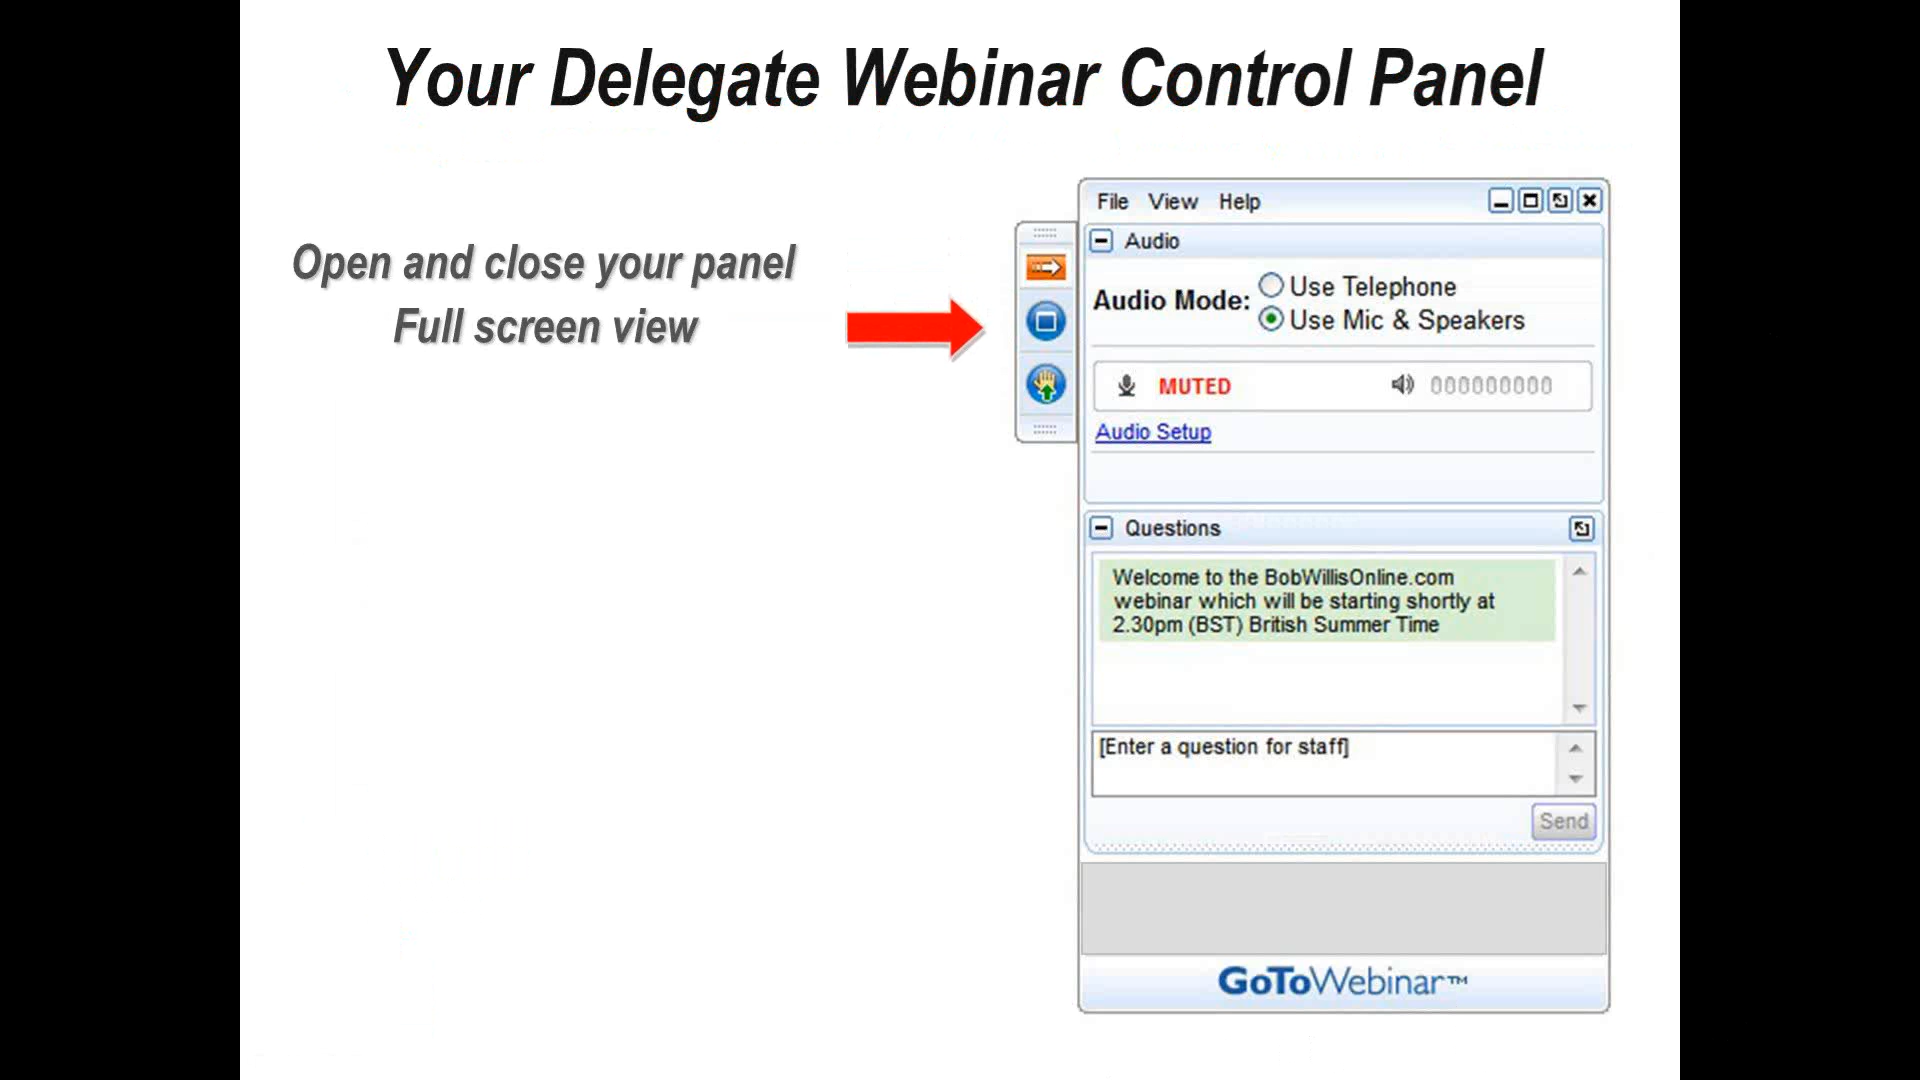 Your Delegate Webinar Control Panel
Open and close your panel
Full screen view
File View Help
Audio
Audio Mode:
Use Telephone
Use Mic & Speakers
MUTED
000000000
Audio Setup
Questions
Welcome to the BobWillisOnline.com
webinar which will be starting shortly at
2.30pm (BST) British Summer Time
[Enter a question for staff]
Send
GoToWebinar™